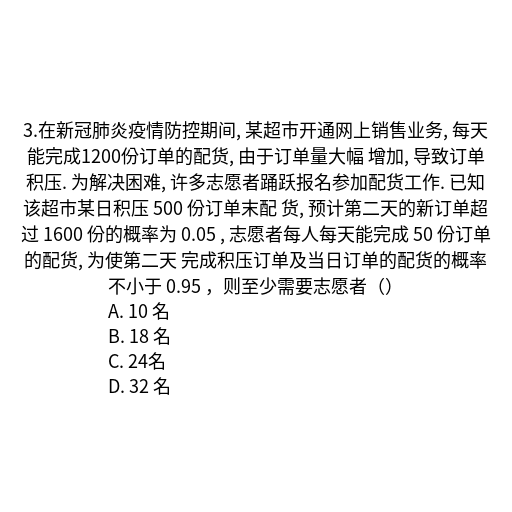 3.在新冠肺炎疫情防控期间, 某超市开通网上销售业务, 每天
能完成1200份订单的配货, 由于订单量大幅 增加, 导致订单
积压. 为解决困难, 许多志愿者踊跃报名参加配货工作. 已知
该超市某日积压 500 份订单末配 货, 预计第二天的新订单超
过 1600 份的概率为 0.05 , 志愿者每人每天能完成 50 份订单
的配货, 为使第二天 完成积压订单及当日订单的配货的概率
不小于 0.95 ，则至少需要志愿者（）
A. 10 名
B. 18 名
C. 24名
D. 32 名